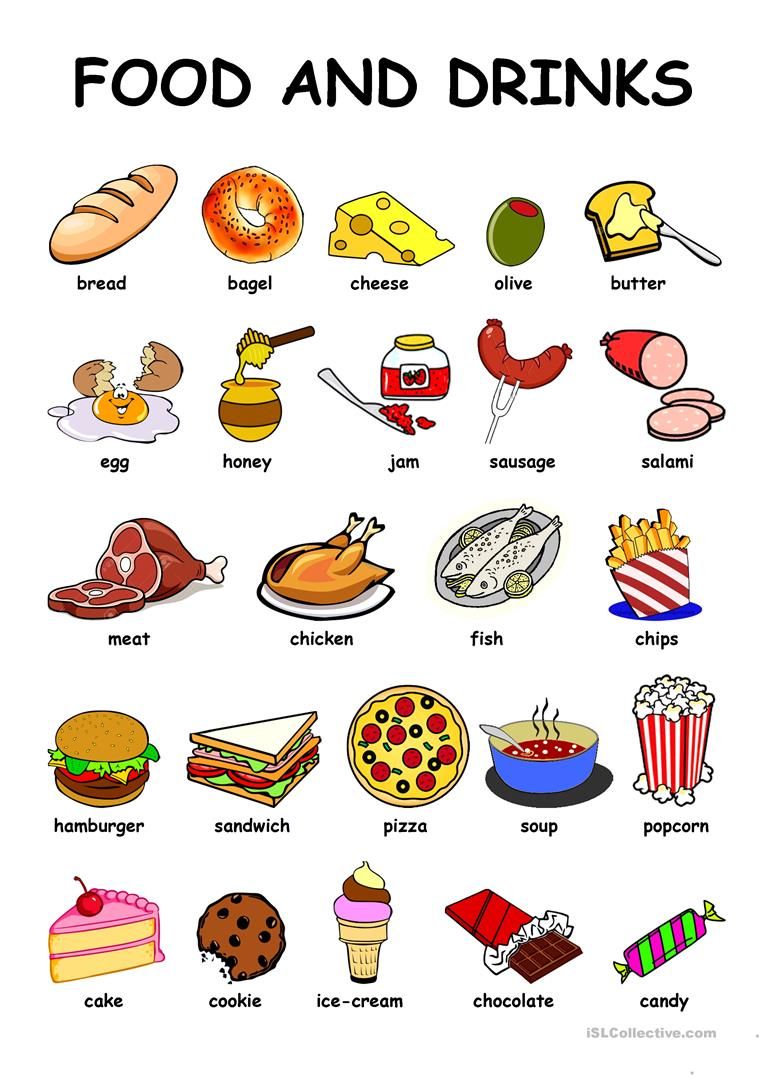 FOOD AND DRINKS
bread bagel cheese olive butter
egg honey jam sausage salami
meat chicken fish chips
hamburger sandwich pizza soup popcorn
cake cookie ice-cream chocolate candy
iSLCollective.com